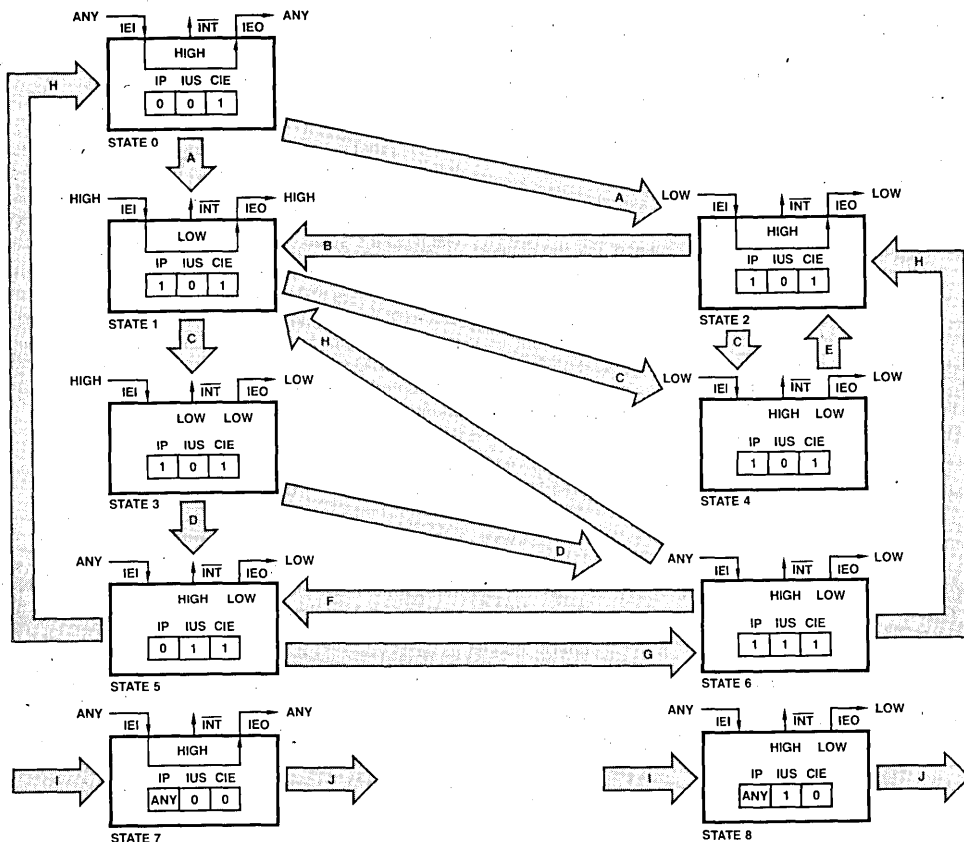 ANY ANY
IEI INT IEO
HIGH
IP IUS CIE
0 0 1
STATE 0
H
A
A
HIGH HIGH
IEI INT IEO
LOW
IP IUS CIE
1 0 1
STATE 1
LOW LOW
IEI INT IEO
HIGH
IP IUS CIE
1 0 1
STATE 2
B
H
C
C
H
C
E
HIGH LOW
IEI INT IEO
LOW LOW
IP IUS CIE
1 0 1
STATE 3
LOW LOW
IEI INT IEO
HIGH LOW
IP IUS CIE
1 0 1
STATE 4
D
D
ANY LOW
IEI INT IEO
HIGH LOW
IP IUS CIE
0 1 1
STATE 5
F
G
ANY LOW
IEI INT IEO
HIGH LOW
IP IUS CIE
1 1 1
STATE 6
ANY ANY
IEI INT IEO
HIGH
IP IUS CIE
ANY 0 0
STATE 7
I
J
ANY LOW
IEI INT IEO
HIGH LOW
IP IUS CIE
ANY 1 0
STATE 8
I
J